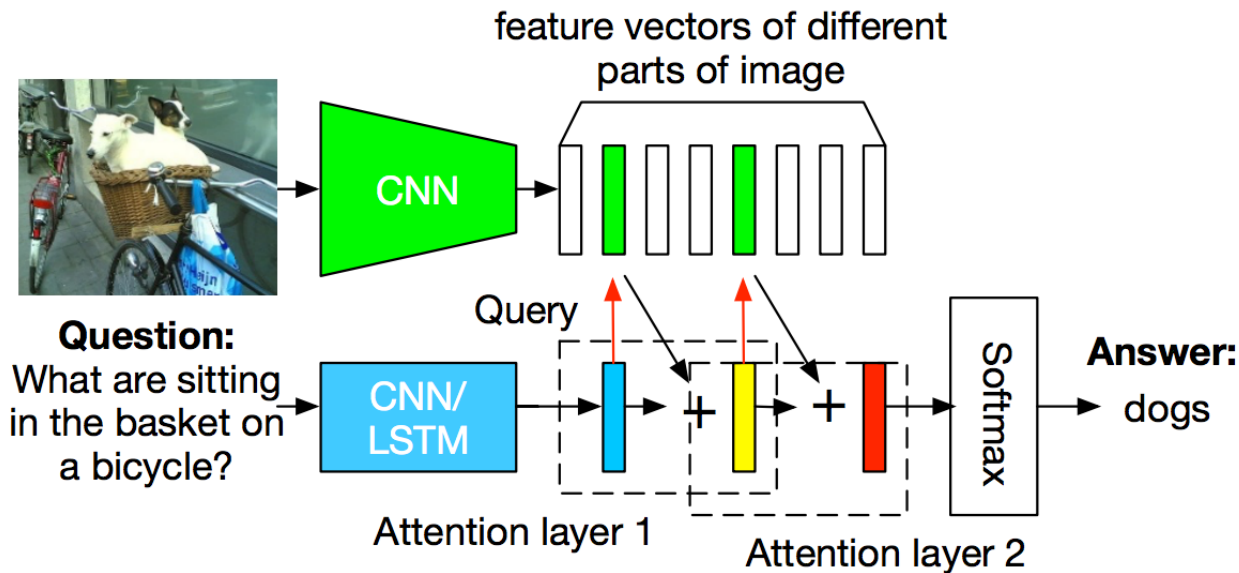 feature vectors of different
parts of image
CNN
Query
Question:
What are sitting
in the basket on
a bicycle?
CNN/
LSTM
+
+
Softmax
Answer:
dogs
Attention layer 1
Attention layer 2
Heijn